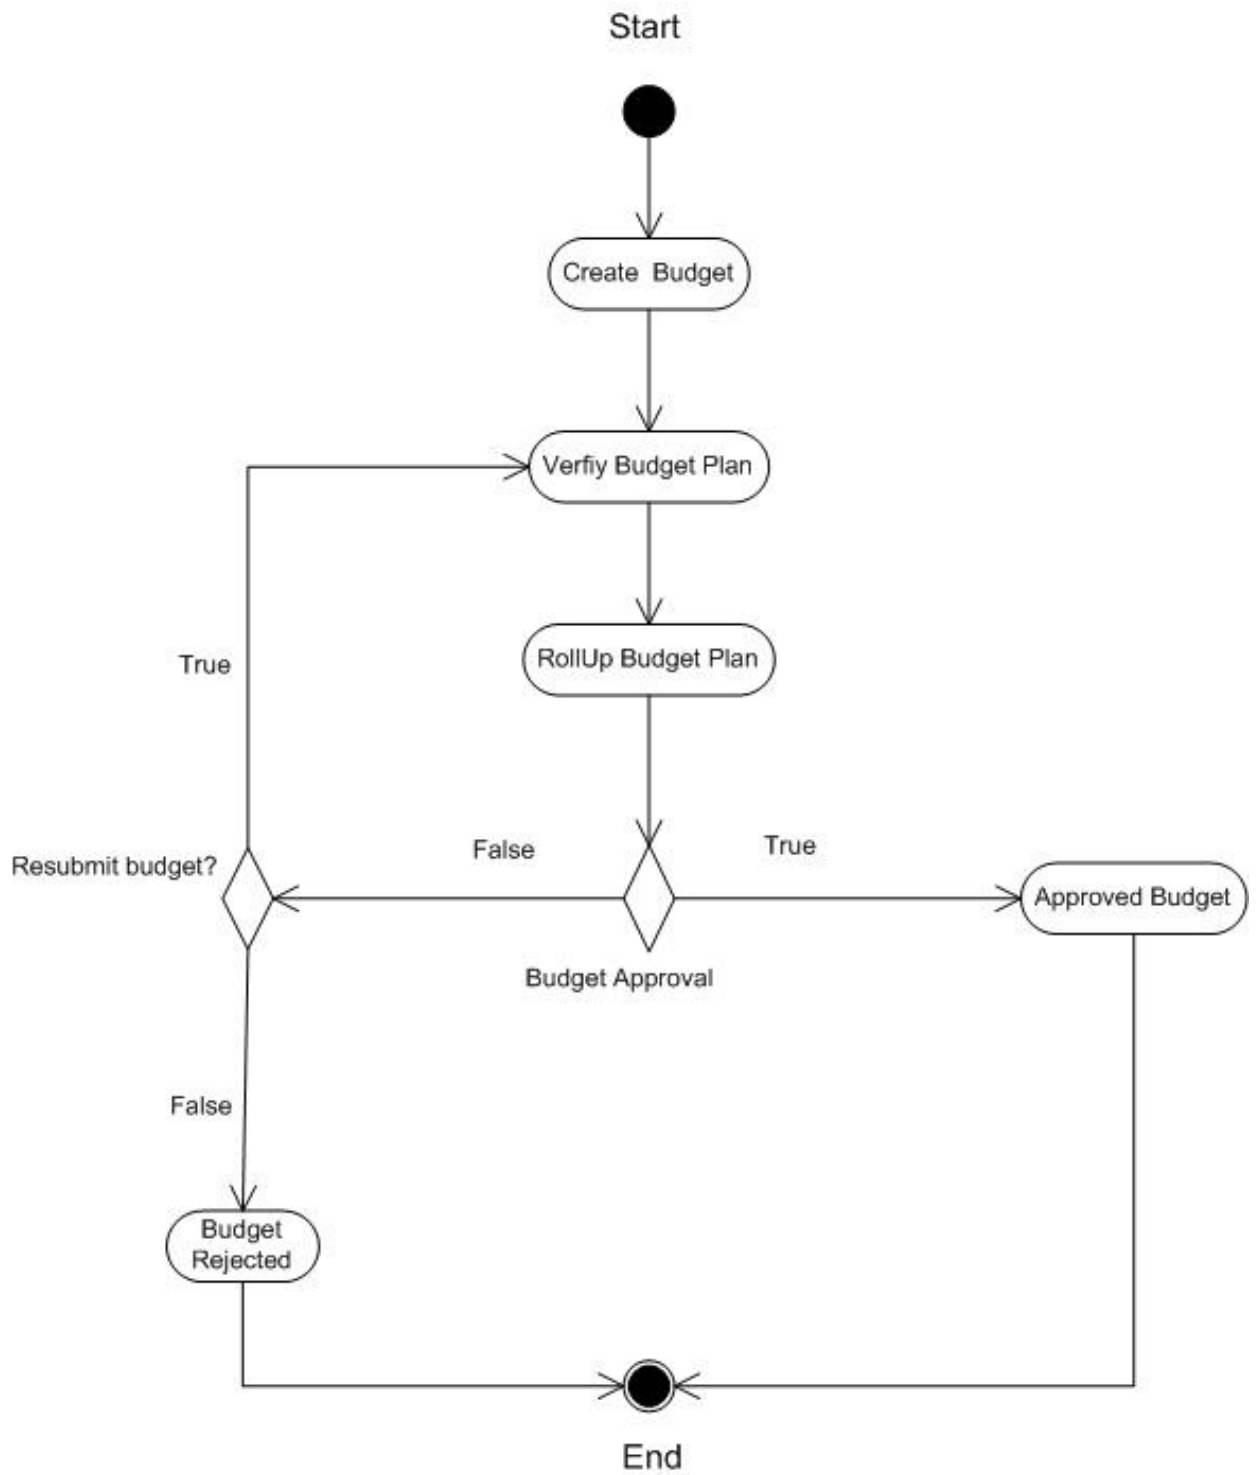 Start
Create  Budget
Verfiy Budget Plan
RollUp Budget Plan
True
False
True
Resubmit budget?
Approved Budget
Budget Approval
False
Budget
Rejected
End